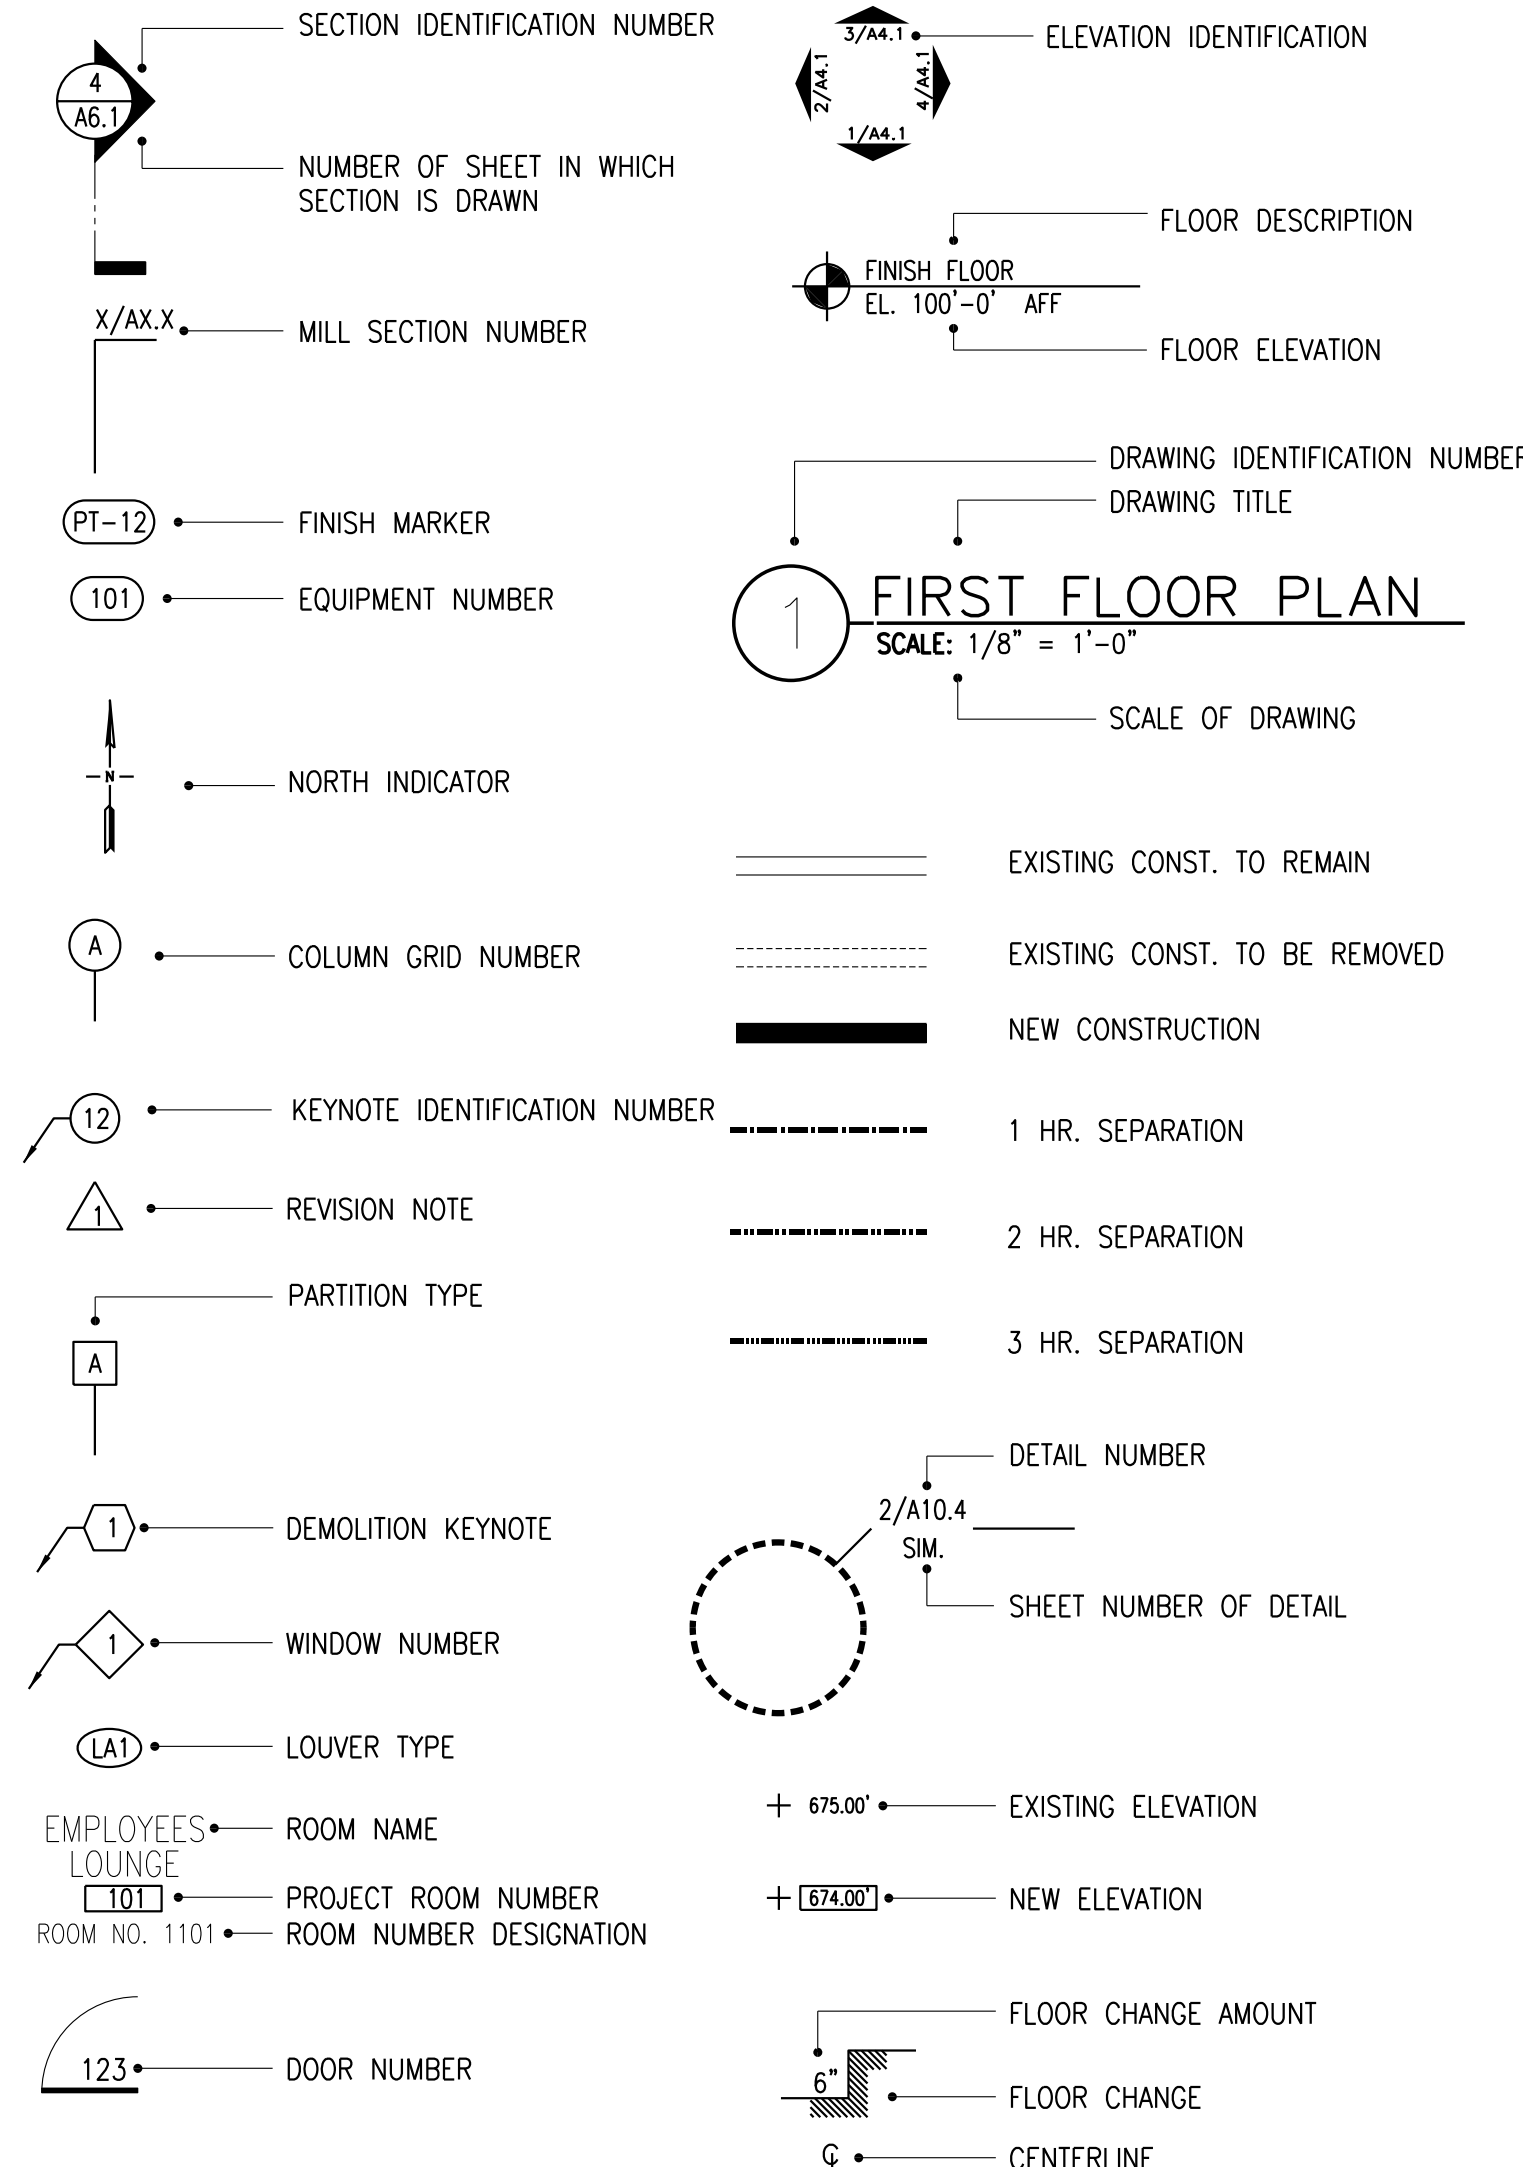 SECTION IDENTIFICATION NUMBER
4
A6.1
NUMBER OF SHEET IN WHICH
SECTION IS DRAWN
X/AX.X
MILL SECTION NUMBER
PT-12
FINISH MARKER
101
EQUIPMENT NUMBER
N
NORTH INDICATOR
A
COLUMN GRID NUMBER
12
KEYNOTE IDENTIFICATION NUMBER
1
REVISION NOTE
PARTITION TYPE
A
1
DEMOLITION KEYNOTE
1
WINDOW NUMBER
LA1
LOUVER TYPE
EMPLOYEES
LOUNGE
ROOM NAME
101
PROJECT ROOM NUMBER
ROOM NO. 1101
ROOM NUMBER DESIGNATION
123
DOOR NUMBER
3/A4.1
ELEVATION IDENTIFICATION
2/A4.1
4/A4.1
1/A4.1
FLOOR DESCRIPTION
FINISH FLOOR
EL. 100'-0' AFF
FLOOR ELEVATION
DRAWING IDENTIFICATION NUMBER
DRAWING TITLE
1
FIRST FLOOR PLAN
SCALE: 1/8" = 1'-0"
SCALE OF DRAWING
EXISTING CONST. TO REMAIN
EXISTING CONST. TO BE REMOVED
NEW CONSTRUCTION
1 HR. SEPARATION
2 HR. SEPARATION
3 HR. SEPARATION
DETAIL NUMBER
2/A10.4
SIM.
SHEET NUMBER OF DETAIL
675.00'
EXISTING ELEVATION
674.00'
NEW ELEVATION
FLOOR CHANGE AMOUNT
6"
FLOOR CHANGE
℄
CENTERLINE